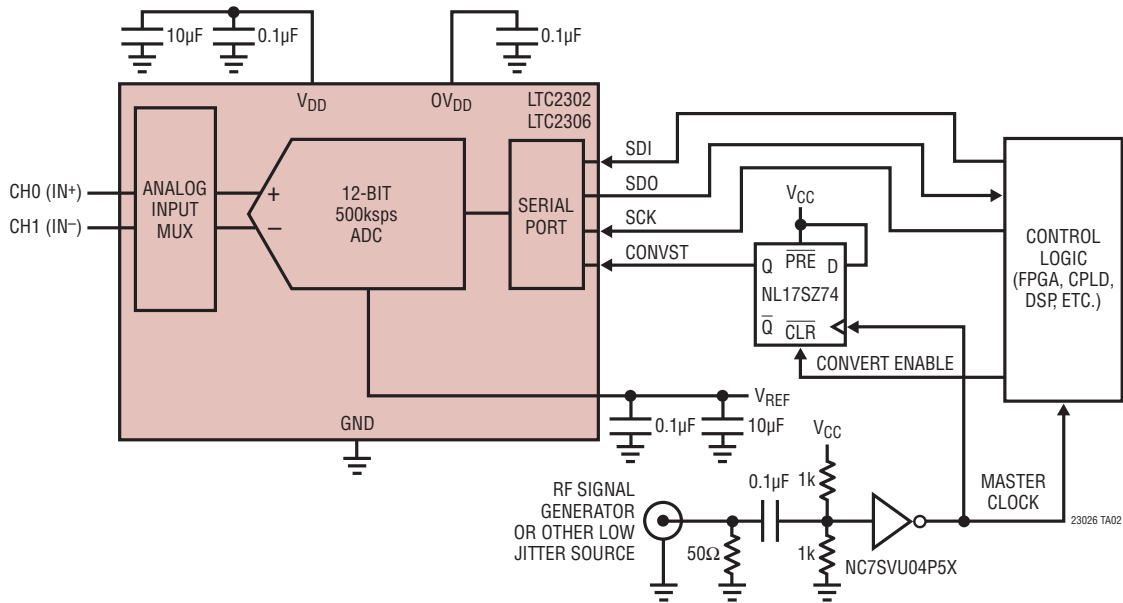 10µF
0.1µF
0.1µF
VDD
OVDD
LTC2302
LTC2306
CH0 (IN+)
CH1 (IN–)
ANALOG
INPUT
MUX
+
–
12-BIT
500ksps
ADC
SERIAL
PORT
SDI
SDO
SCK
CONVST
VCC
Q
PRE
D
NL17SZ74
Q
CLR
CONVERT ENABLE
CONTROL
LOGIC
(FPGA, CPLD,
DSP, ETC.)
VREF
0.1µF
10µF
GND
VCC
1k
0.1µF
RF SIGNAL
GENERATOR
OR OTHER LOW
JITTER SOURCE
50Ω
1k
NC7SVU04P5X
MASTER
CLOCK
23026 TA02